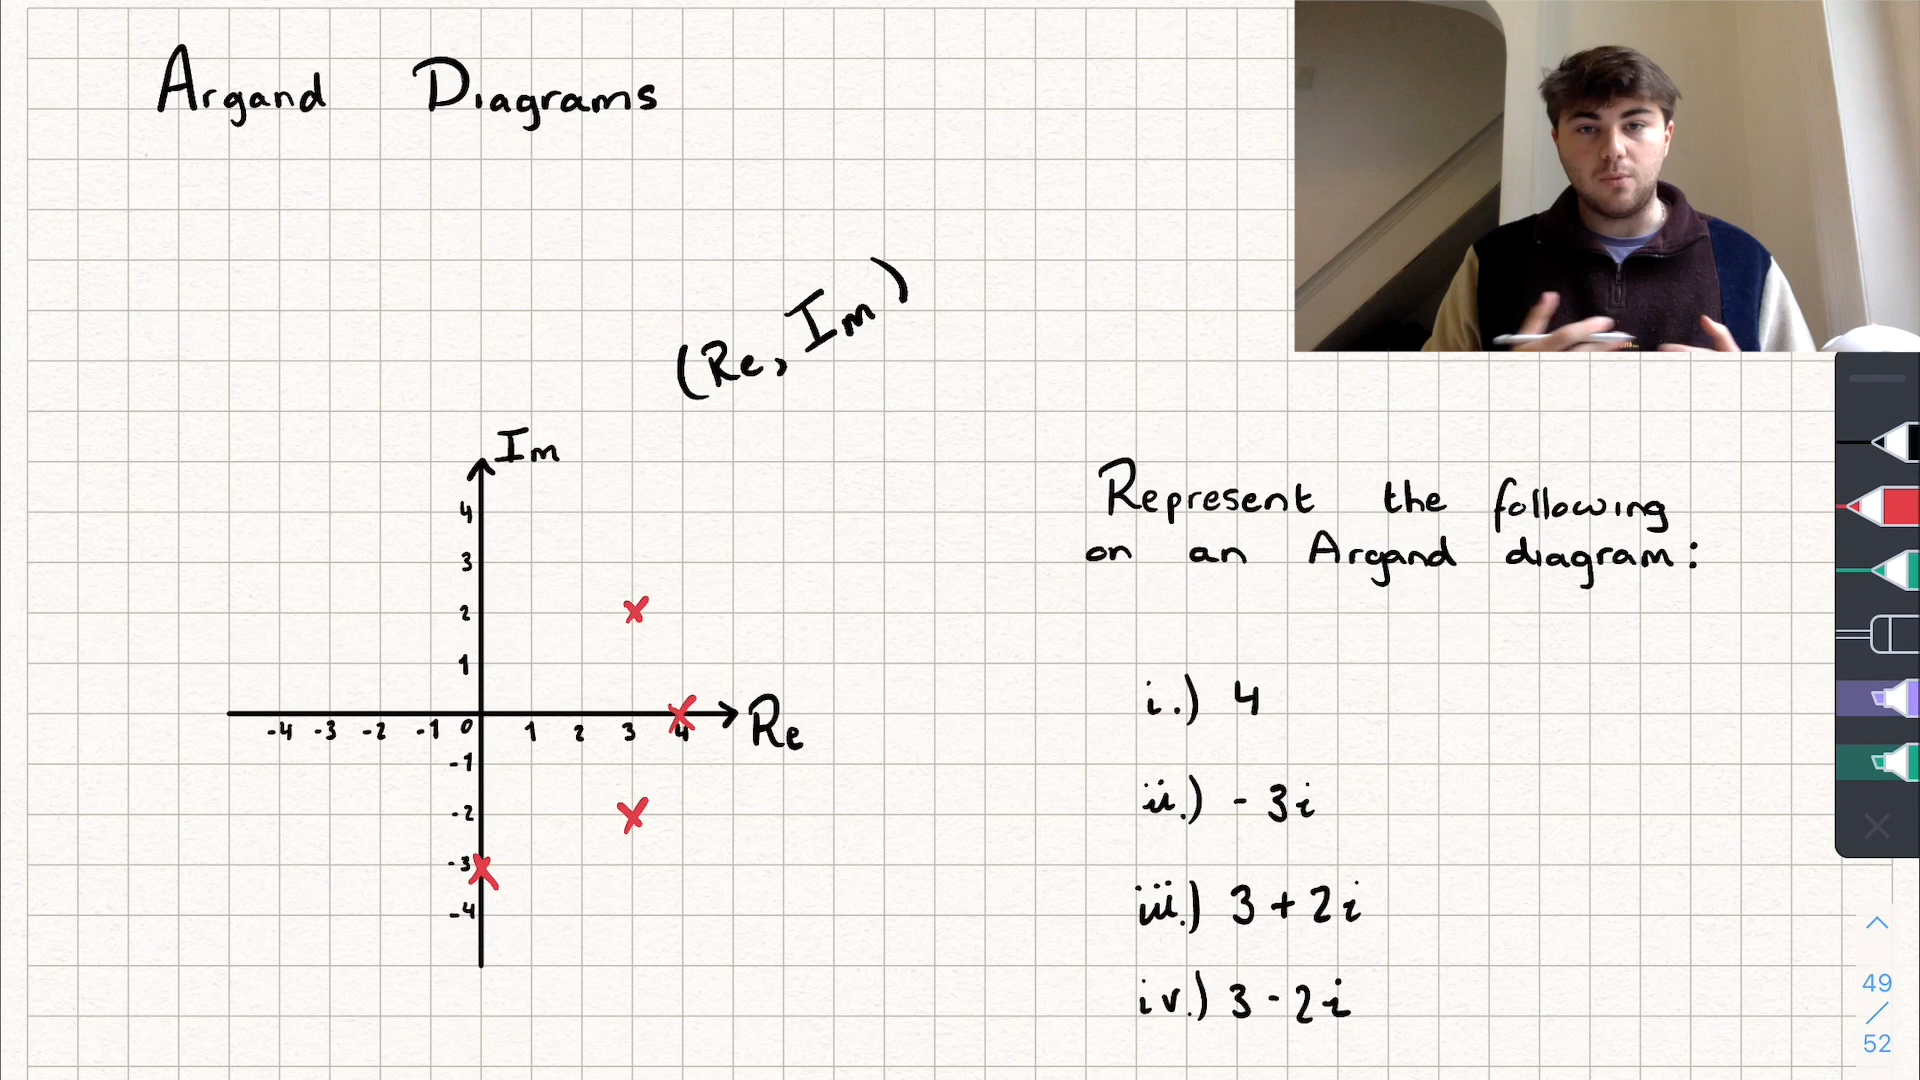 Argand Diagrams
(Re, Im)
Im
4
3
2
1
-4 -3 -2 -1 0 1 2 3 4 Re
-1
-2
-3
-4
Represent the following
on an Argand diagram:
i.) 4
ii.) - 3i
iii.) 3 + 2i
iv.) 3 - 2i
49
/
52